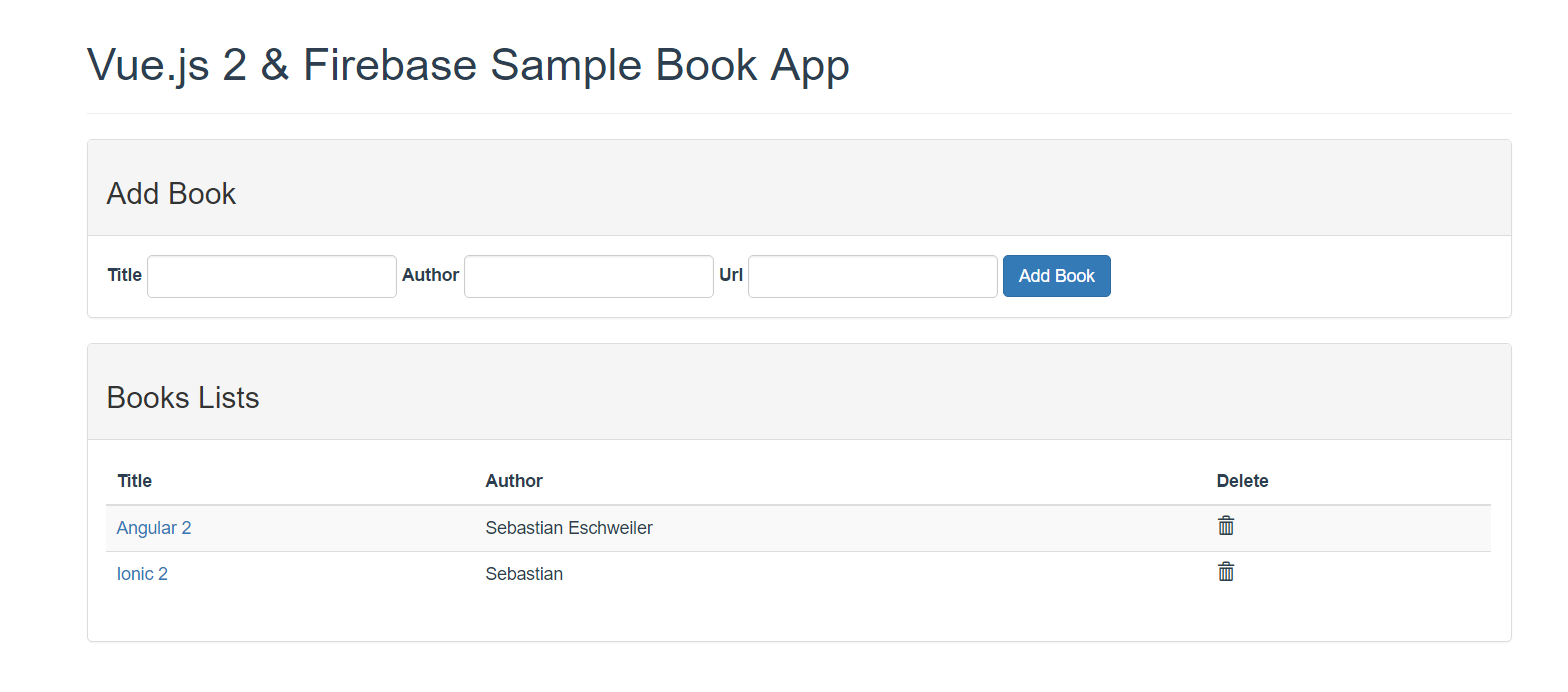 Vue.js 2 & Firebase Sample Book App
Add Book
Title Author Url Add Book
Books Lists
Title Author Delete
Angular 2 Sebastian Eschweiler
Ionic 2 Sebastian